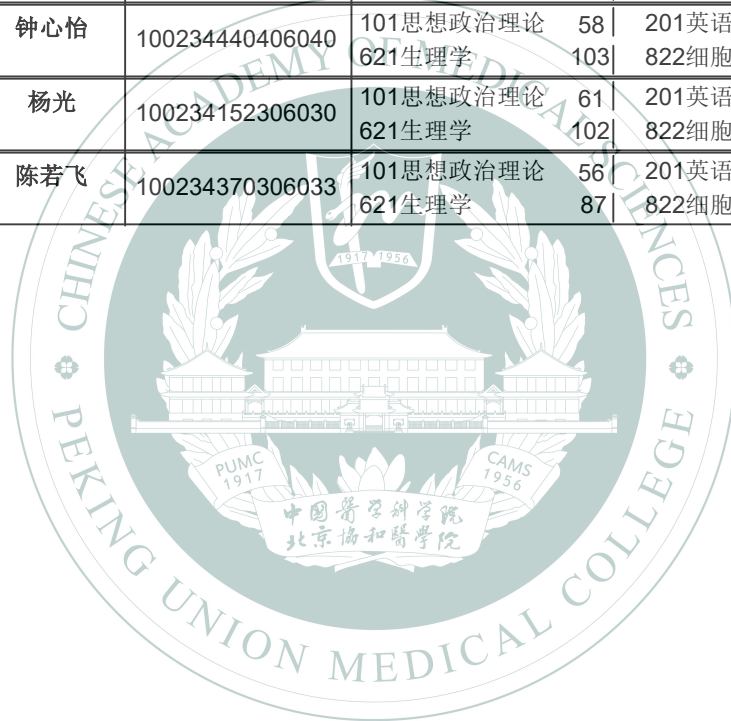 钟心怡 100234440406040 101思想政治理论 58 201英语
621生理学 103 822细胞
杨光 100234152306030 101思想政治理论 61 201英语
621生理学 102 822细胞
陈若飞 100234370306033 101思想政治理论 56 201英语
621生理学 87 822细胞
CHINESE ACADEMY OF MEDICAL SCIENCES
1917 1956
PUMC
1917
CAMS
1956
中国醫学科学院
北京協和醫学院
PEKING UNION MEDICAL COLLEGE